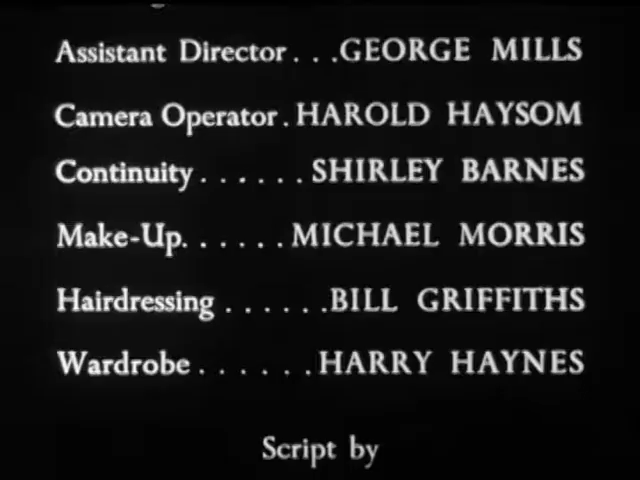 Assistant Director . . .GEORGE MILLS
Camera Operator . HAROLD HAYSOM
Continuity . . . . . . SHIRLEY BARNES
Make-Up. . . . . . MICHAEL MORRIS
Hairdressing . . . . . .BILL GRIFFITHS
Wardrobe . . . . . . HARRY HAYNES
Script by